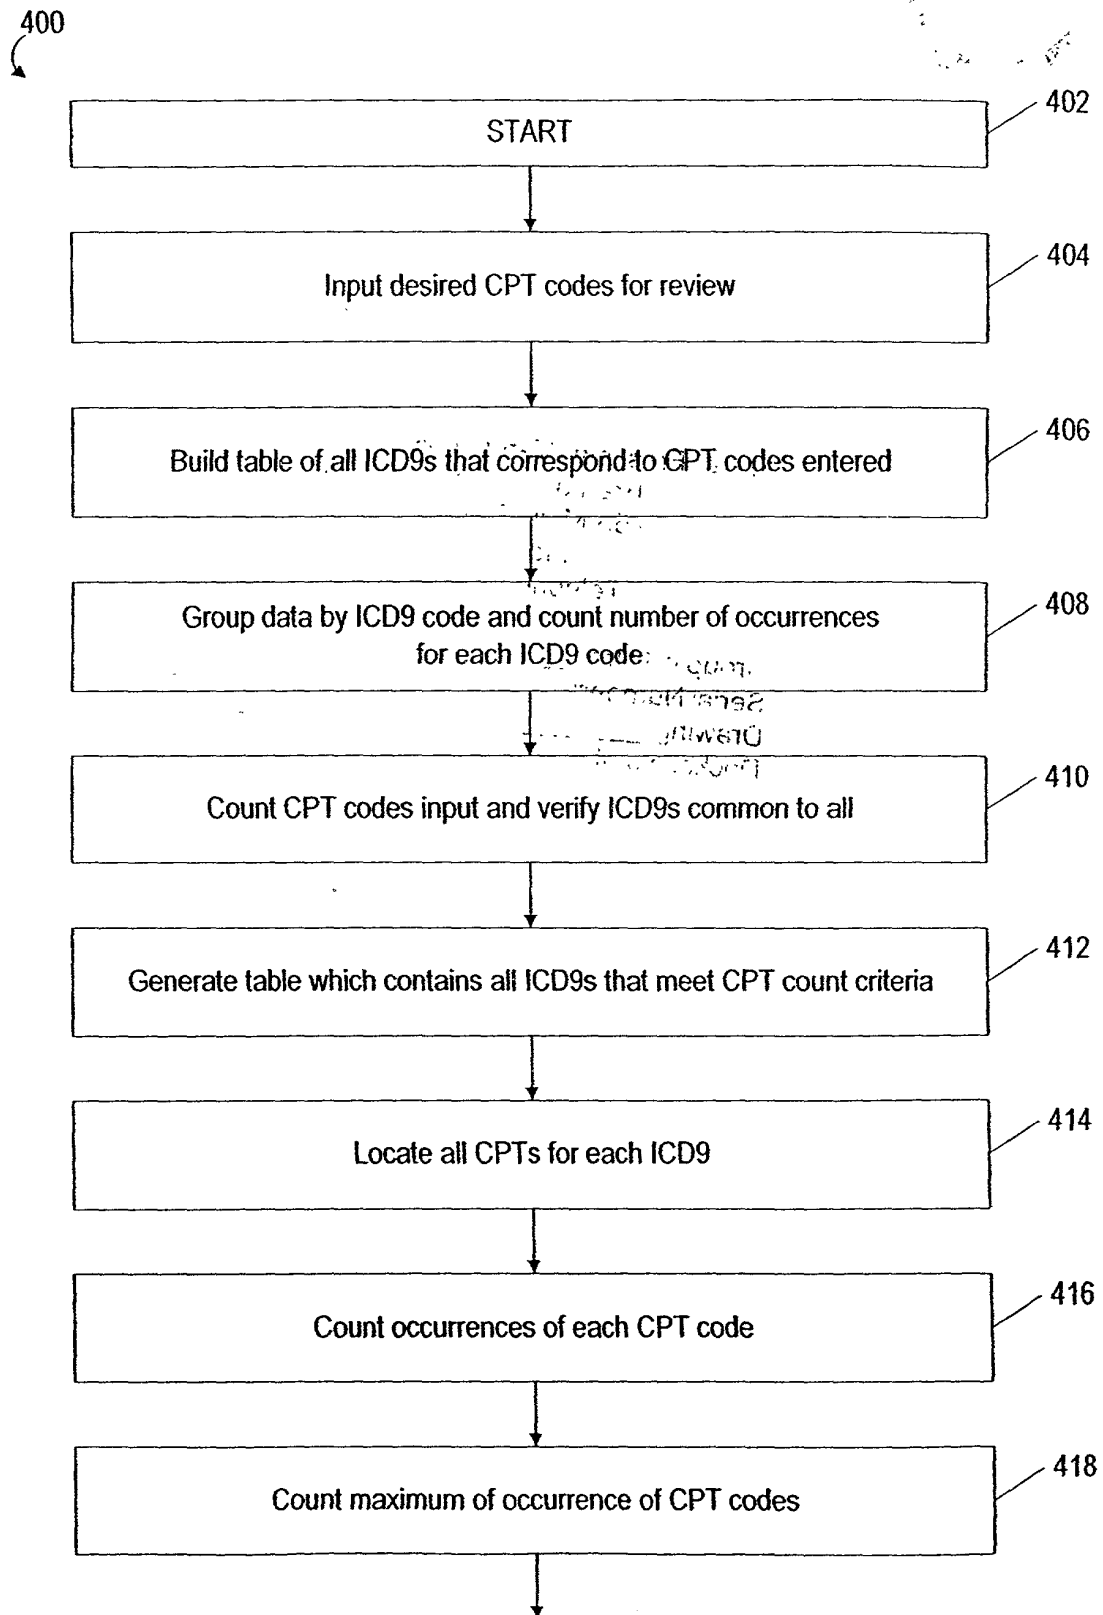 400
START
402
Input desired CPT codes for review
404
Build table of all ICD9s that correspond to CPT codes entered
406
Group data by ICD9 code and count number of occurrences
for each ICD9 code
408
Count CPT codes input and verify ICD9s common to all
410
Generate table which contains all ICD9s that meet CPT count criteria
412
Locate all CPTs for each ICD9
414
Count occurrences of each CPT code
416
Count maximum of occurrence of CPT codes
418